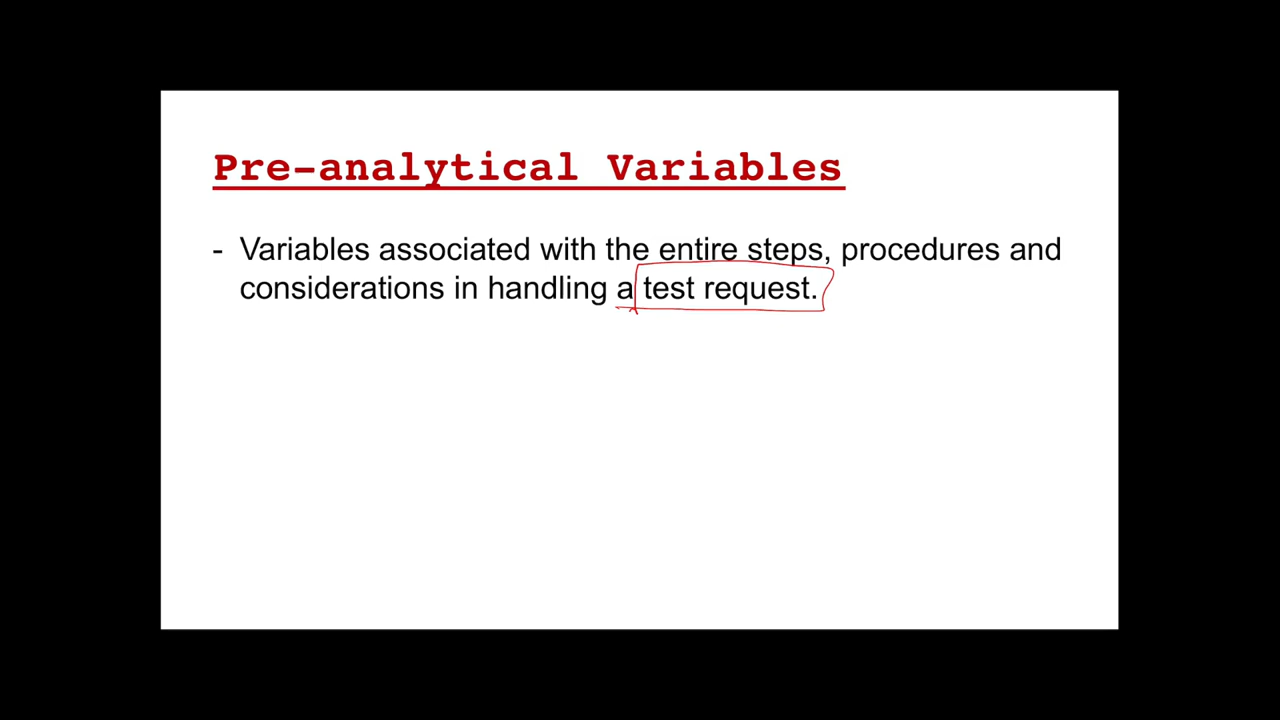 Pre-analytical Variables
- Variables associated with the entire steps, procedures and
considerations in handling a test request.